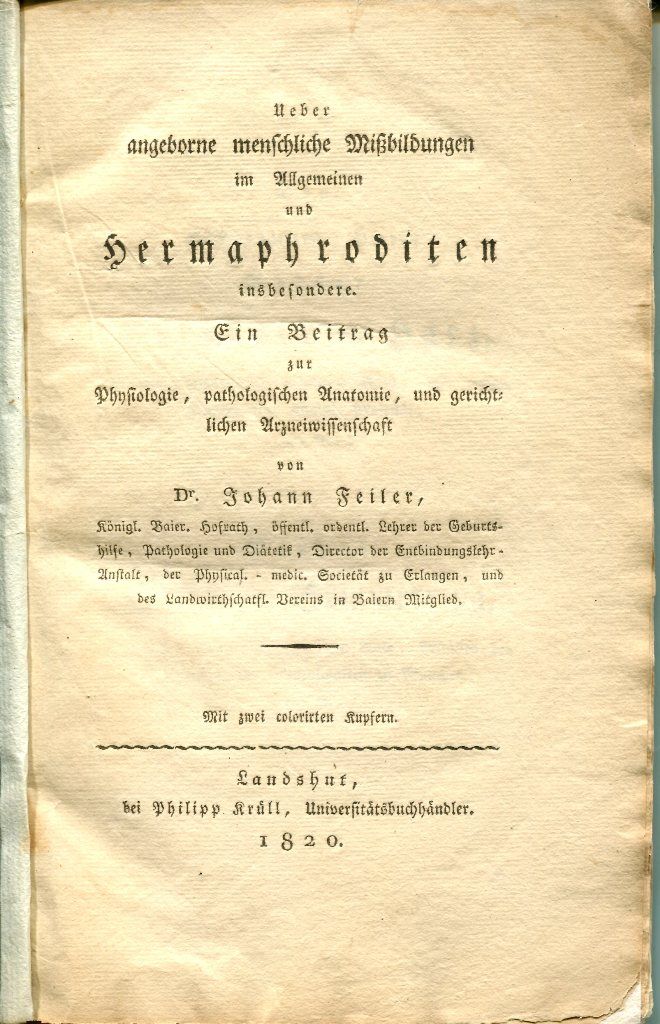 Ueber
angeborne menschliche Mißbildungen
im Allgemeinen
und
Hermaphroditen
insbesondere.
Ein Beitrag
zur
Physiologie, pathologischen Anatomie, und gericht-
lichen Arzneiwissenschaft
von
Dr. Johann Feiler,
Königl. Baier. Hofrath, öffentl. ordentl. Lehrer der Geburts-
hilfe, Pathologie und Diätetik, Director der Entbindungslehr-
Anstalt, der Physical. - medic. Societät zu Erlangen, und
des Landwirthschatfl. Vereins in Baiern Mitglied.
Mit zwei colorirten Kupfern.
Landshut,
bei Philipp Krüll, Universitätsbuchhändler.
1820.